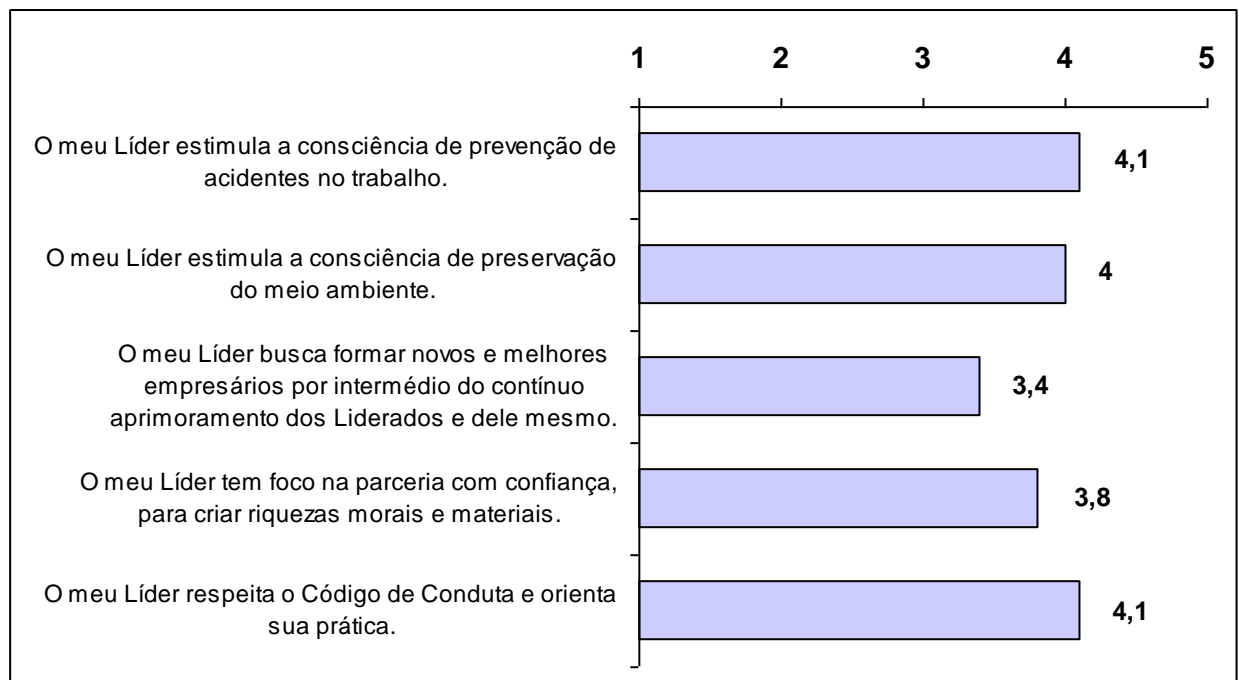 1 2 3 4 5
O meu Líder estimula a consciência de prevenção de
acidentes no trabalho.
4,1
O meu Líder estimula a consciência de preservação
do meio ambiente.
4
O meu Líder busca formar novos e melhores
empresários por intermédio do contínuo
aprimoramento dos Liderados e dele mesmo.
3,4
O meu Líder tem foco na parceria com confiança,
para criar riquezas morais e materiais.
3,8
O meu Líder respeita o Código de Conduta e orienta
sua prática.
4,1